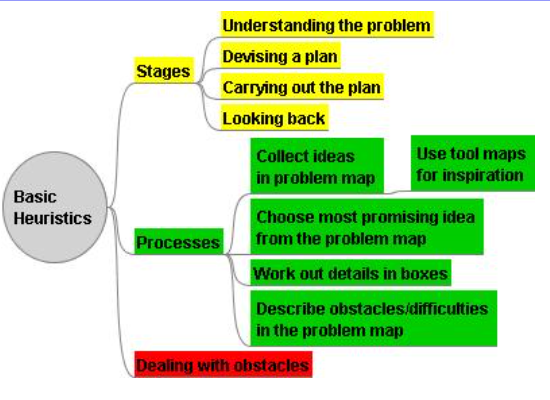 Basic
Heuristics
Stages
Understanding the problem
Devising a plan
Carrying out the plan
Looking back
Processes
Collect ideas
in problem map
Use tool maps
for inspiration
Choose most promising idea
from the problem map
Work out details in boxes
Describe obstacles/difficulties
in the problem map
Dealing with obstacles